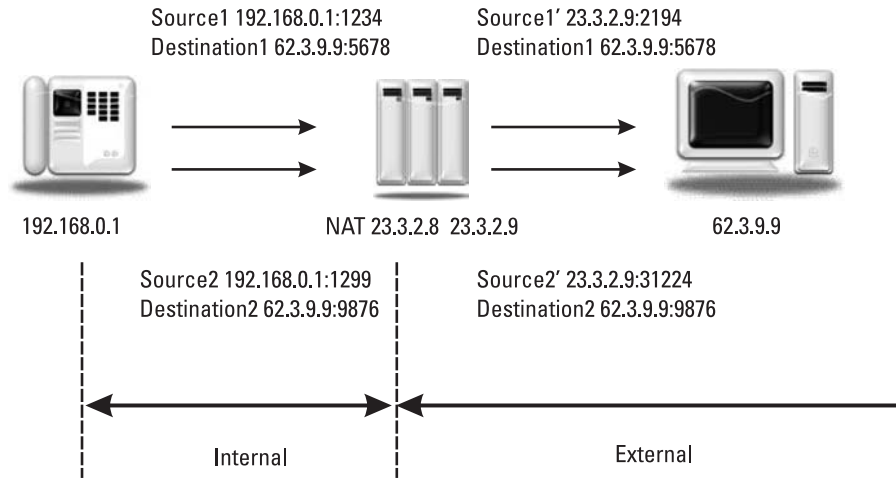 Source1 192.168.0.1:1234
Destination1 62.3.9.9:5678
Source1′ 23.3.2.9:2194
Destination1 62.3.9.9:5678
192.168.0.1
NAT 23.3.2.8 23.3.2.9
62.3.9.9
Source2 192.168.0.1:1299
Destination2 62.3.9.9:9876
Source2′ 23.3.2.9:31224
Destination2 62.3.9.9:9876
Internal
External